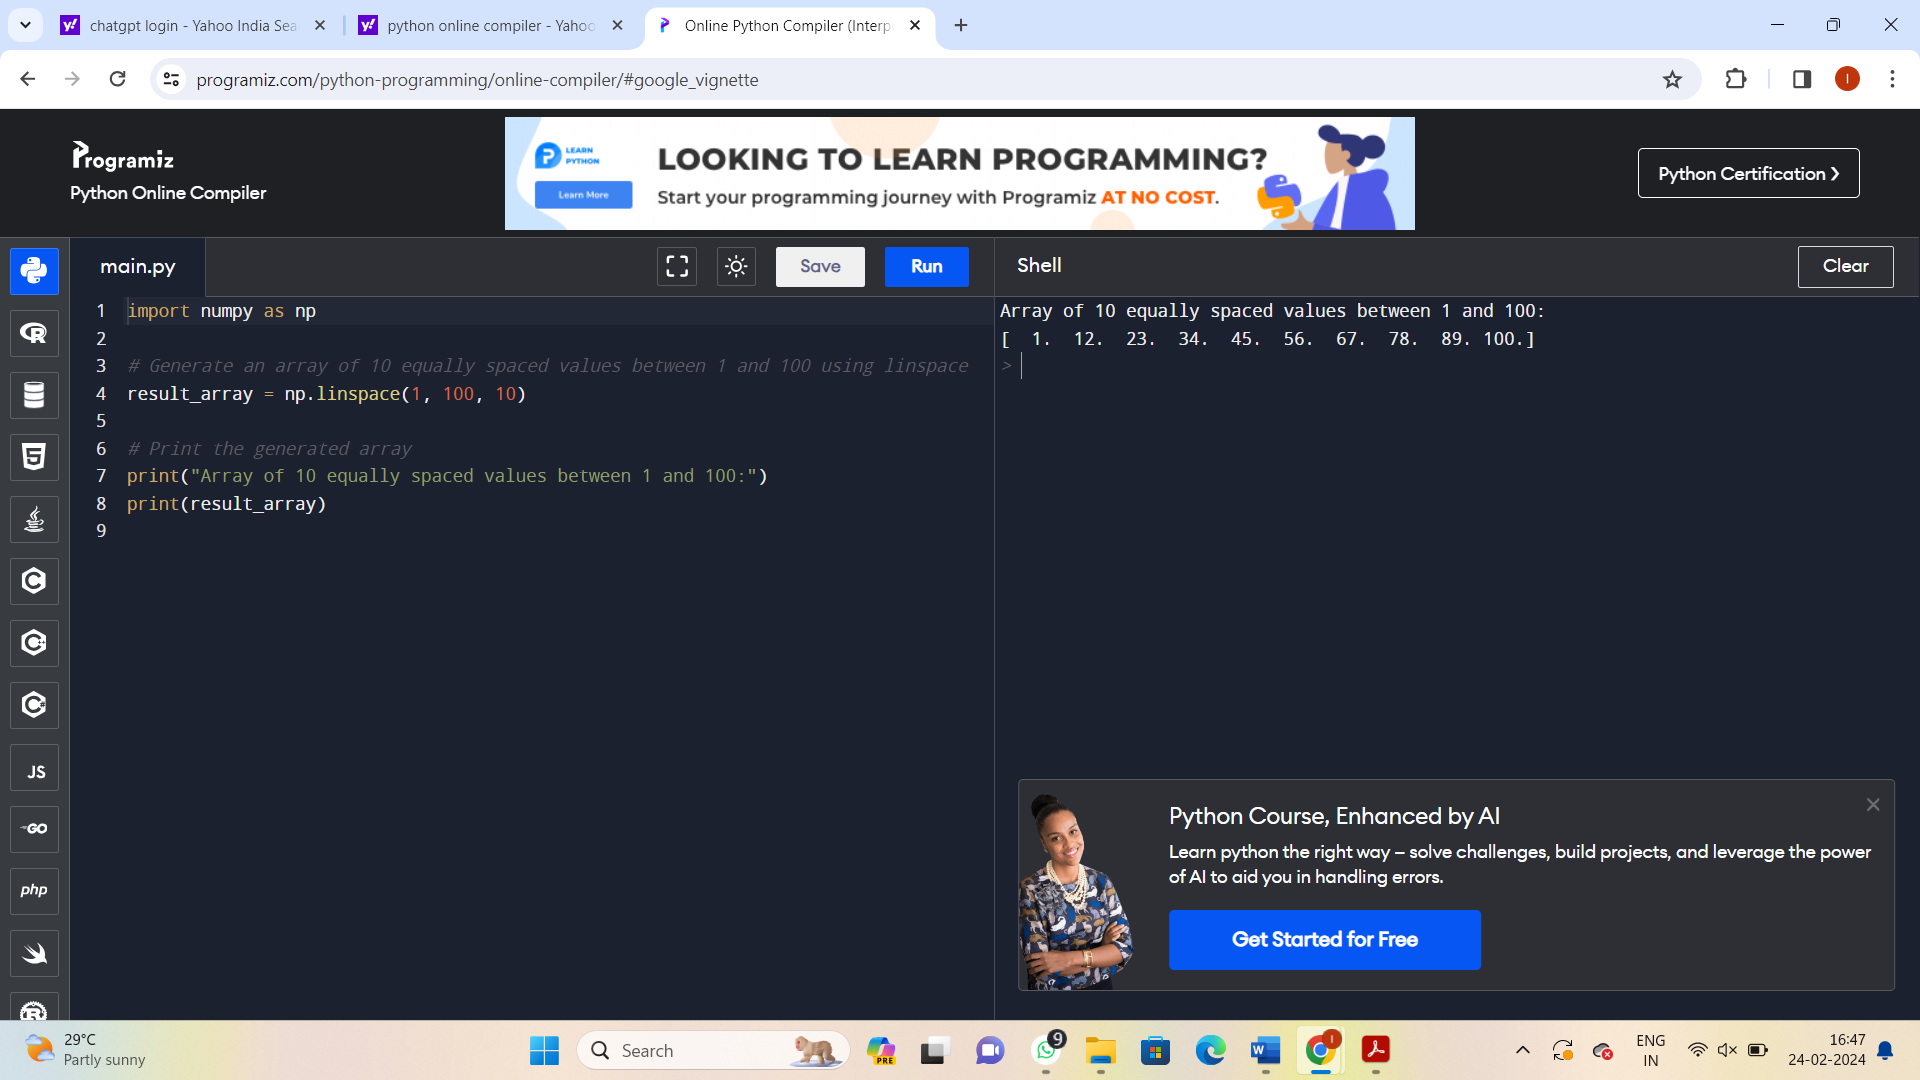 chatgpt login - Yahoo India Sea
python online compiler - Yahoo
Online Python Compiler (Interp
programiz.com/python-programming/online-compiler/#google_vignette
I
Programiz
Python Online Compiler
LEARN
PYTHON
Learn More
LOOKING TO LEARN PROGRAMMING?
Start your programming journey with Programiz AT NO COST.
Python Certification ❯
main.py
Save
Run
Shell
Clear
1 import numpy as np
2
3 # Generate an array of 10 equally spaced values between 1 and 100 using linspace
4 result_array = np.linspace(1, 100, 10)
5
6 # Print the generated array
7 print("Array of 10 equally spaced values between 1 and 100:")
8 print(result_array)
9
Array of 10 equally spaced values between 1 and 100:
[  1.  12.  23.  34.  45.  56.  67.  78.  89. 100.]
>
JS
GO
php
Python Course, Enhanced by AI
Learn python the right way – solve challenges, build projects, and leverage the power
of AI to aid you in handling errors.
Get Started for Free
29°C
Partly sunny
Search
PRE
9
ENG
IN
16:47
24-02-2024